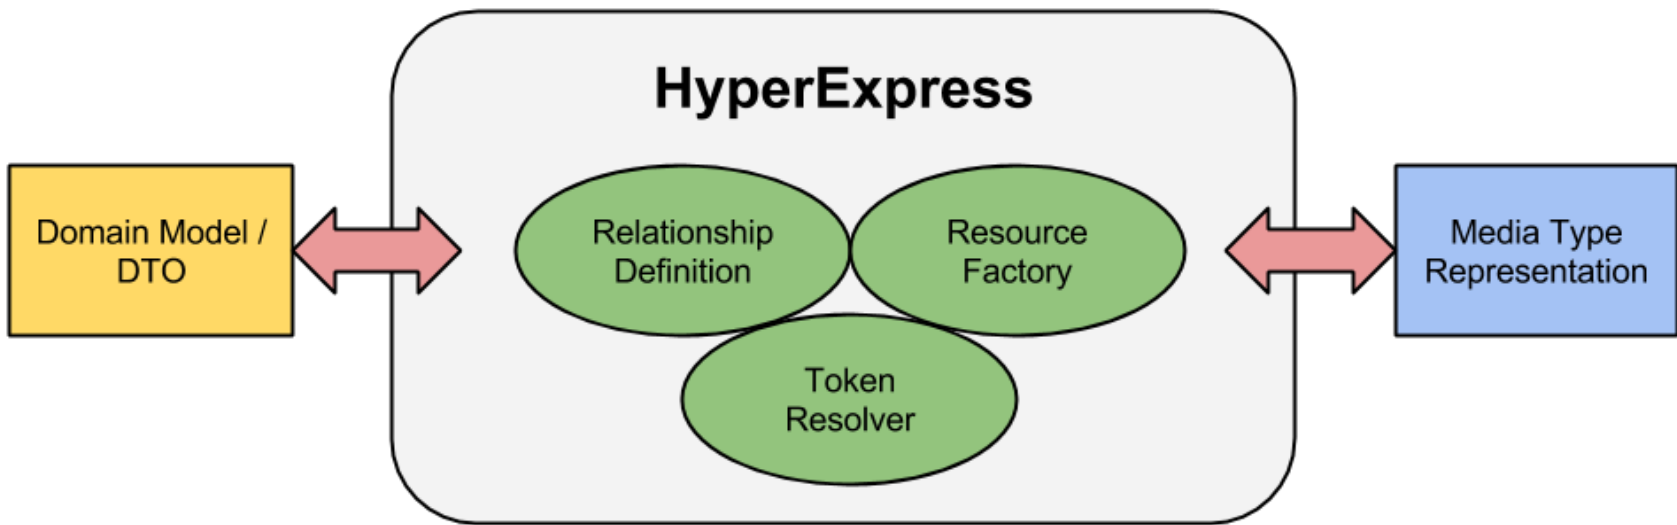 HyperExpress
Domain Model /
DTO
Relationship
Definition
Resource
Factory
Token
Resolver
Media Type
Representation